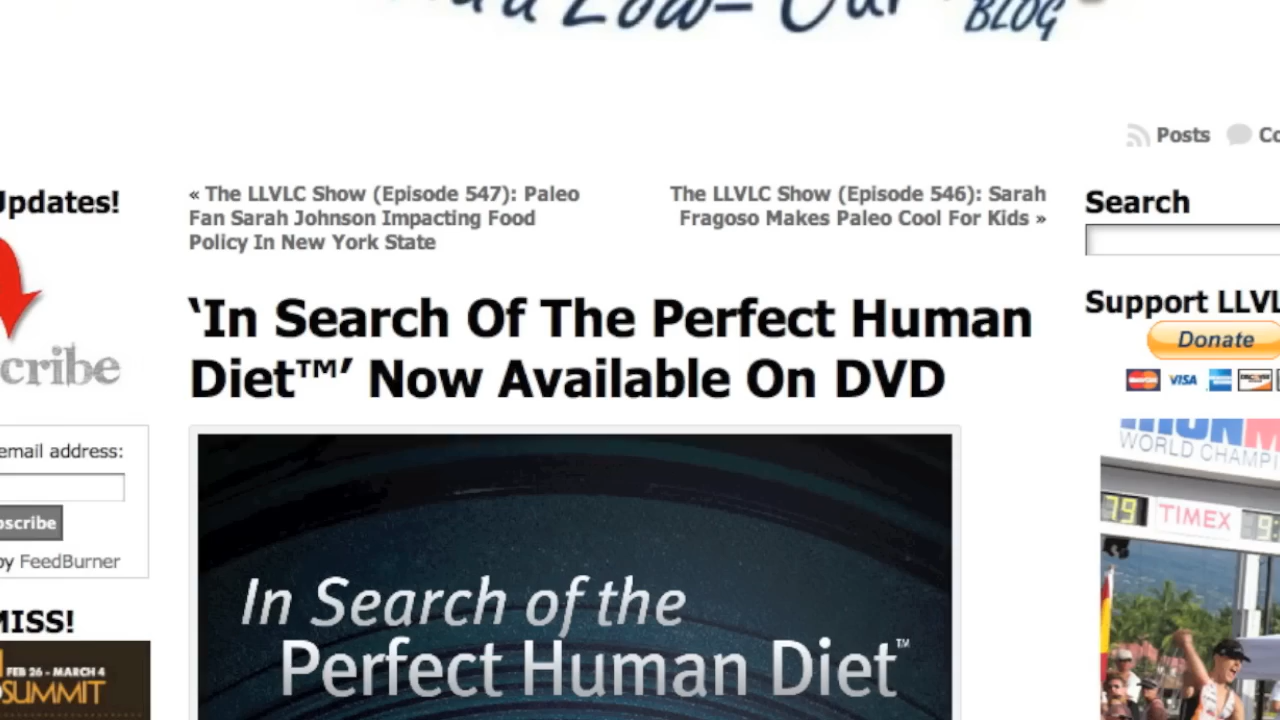 BLOG
Posts
Updates!
« The LLVLC Show (Episode 547): Paleo
Fan Sarah Johnson Impacting Food
Policy In New York State
The LLVLC Show (Episode 546): Sarah
Fragoso Makes Paleo Cool For Kids »
Search
‘In Search Of The Perfect Human
Diet™’ Now Available On DVD
Support LLVL
Donate
VISA
cribe
email address:
bscribe
by FeedBurner
MISS!
FEB 26 - MARCH 4
SUMMIT
In Search of the
Perfect Human Diet™
WORLD CHAMPI
79
TIMEX
9